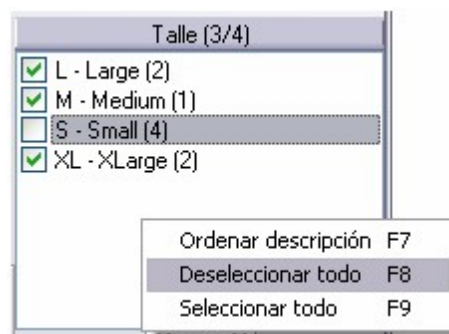 Talle (3/4)
L - Large (2)
M - Medium (1)
S - Small (4)
XL - XLarge (2)
Ordenar descripción F7
Deseleccionar todo F8
Seleccionar todo F9